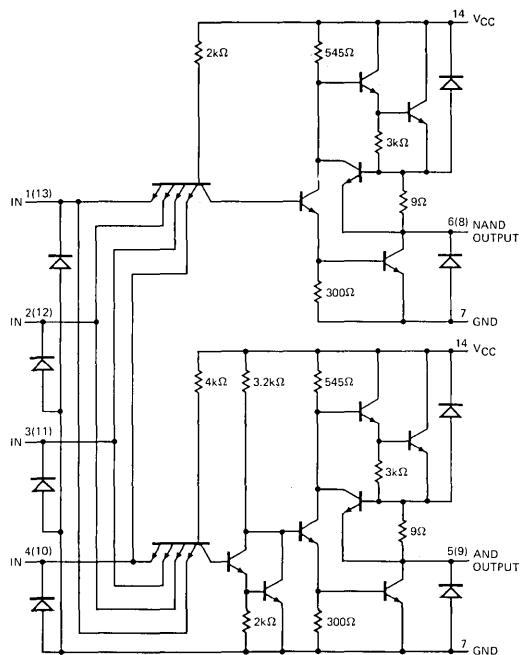 14
VCC
2kΩ
545Ω
3kΩ
1(13)
IN
9Ω
6(8)
NAND
OUTPUT
2(12)
IN
300Ω
7
GND
14
VCC
4kΩ
3.2kΩ
545Ω
3(11)
IN
3kΩ
9Ω
4(10)
IN
5(9)
AND
OUTPUT
2kΩ
300Ω
7
GND